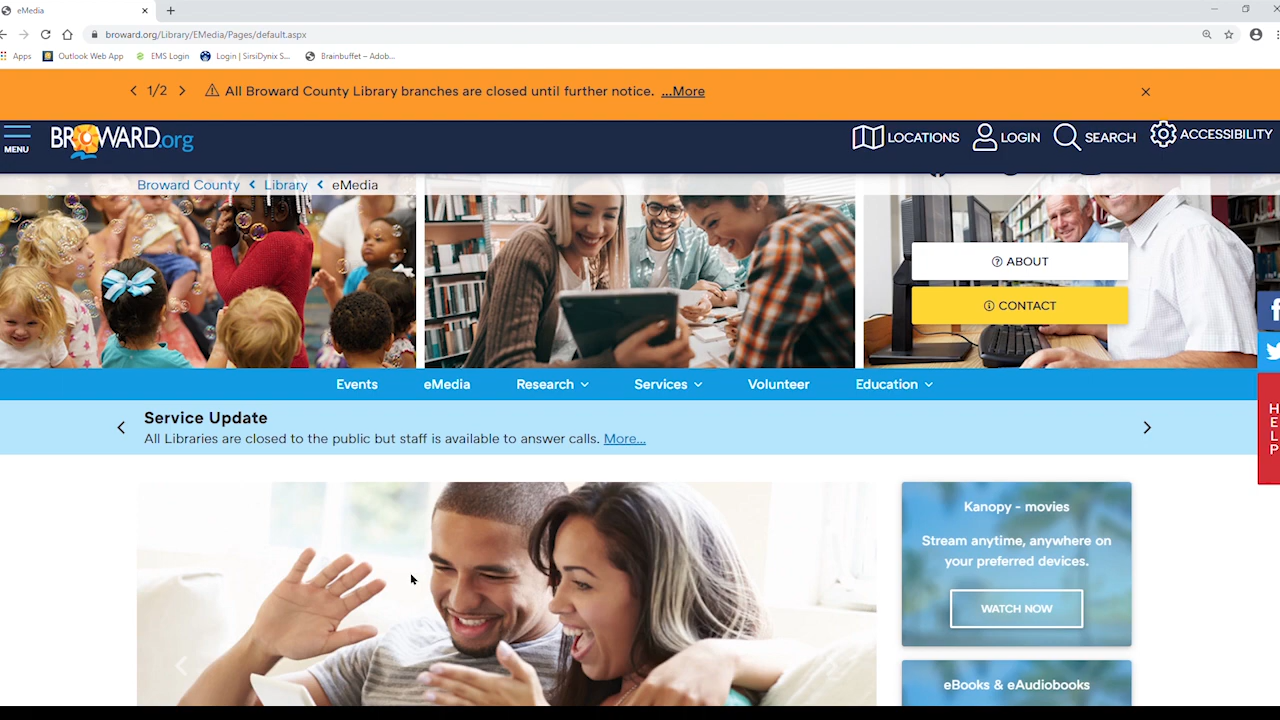 eMedia
broward.org/Library/EMedia/Pages/default.aspx
Apps
Outlook Web App
EMS Login
Login | SirsiDynix S...
Brainbuffet – Adob...
1/2
All Broward County Library branches are closed until further notice. ...More
MENU
BROWARD.org
LOCATIONS
LOGIN
SEARCH
ACCESSIBILITY
Broward County
Library
eMedia
ABOUT
CONTACT
Events
eMedia
Research
Services
Volunteer
Education
Service Update
All Libraries are closed to the public but staff is available to answer calls. More...
HELP
Kanopy - movies
Stream anytime, anywhere on
your preferred devices.
WATCH NOW
eBooks & eAudiobooks